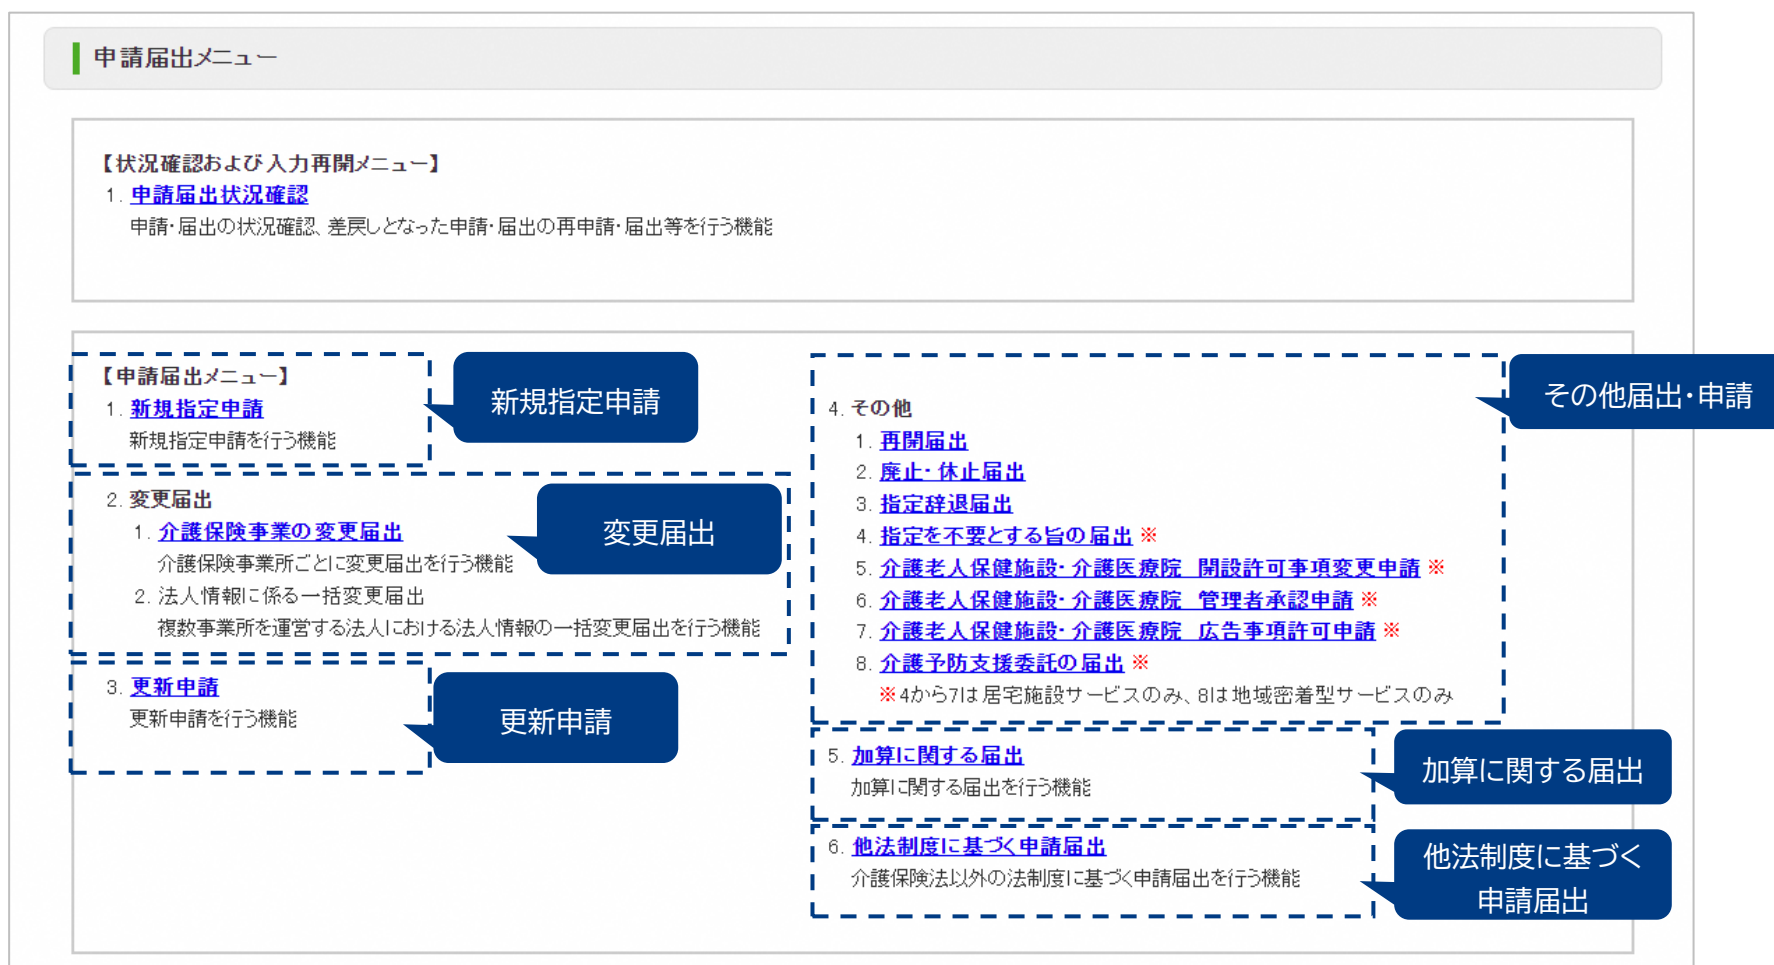 申請届出メニュー
【状況確認および入力再開メニュー】
1. 申請届出状況確認
申請・届出の状況確認、差戻しとなった申請・届出の再申請・届出等を行う機能
【申請届出メニュー】
1. 新規指定申請
新規指定申請を行う機能
新規指定申請
2. 変更届出
1. 介護保険事業の変更届出
介護保険事業所ごとに変更届出を行う機能
2. 法人情報に係る一括変更届出
複数事業所を運営する法人における法人情報の一括変更届出を行う機能
変更届出
3. 更新申請
更新申請を行う機能
更新申請
4. その他
1. 再開届出
2. 廃止・休止届出
3. 指定辞退届出
4. 指定を不要とする旨の届出 ※
5. 介護老人保健施設・介護医療院　開設許可事項変更申請 ※
6. 介護老人保健施設・介護医療院　管理者承認申請 ※
7. 介護老人保健施設・介護医療院　広告事項許可申請 ※
8. 介護予防支援委託の届出 ※
※4から7は居宅施設サービスのみ、8は地域密着型サービスのみ
その他届出・申請
5. 加算に関する届出
加算に関する届出を行う機能
加算に関する届出
6. 他法制度に基づく申請届出
介護保険法以外の法制度に基づく申請届出を行う機能
他法制度に基づく
申請届出